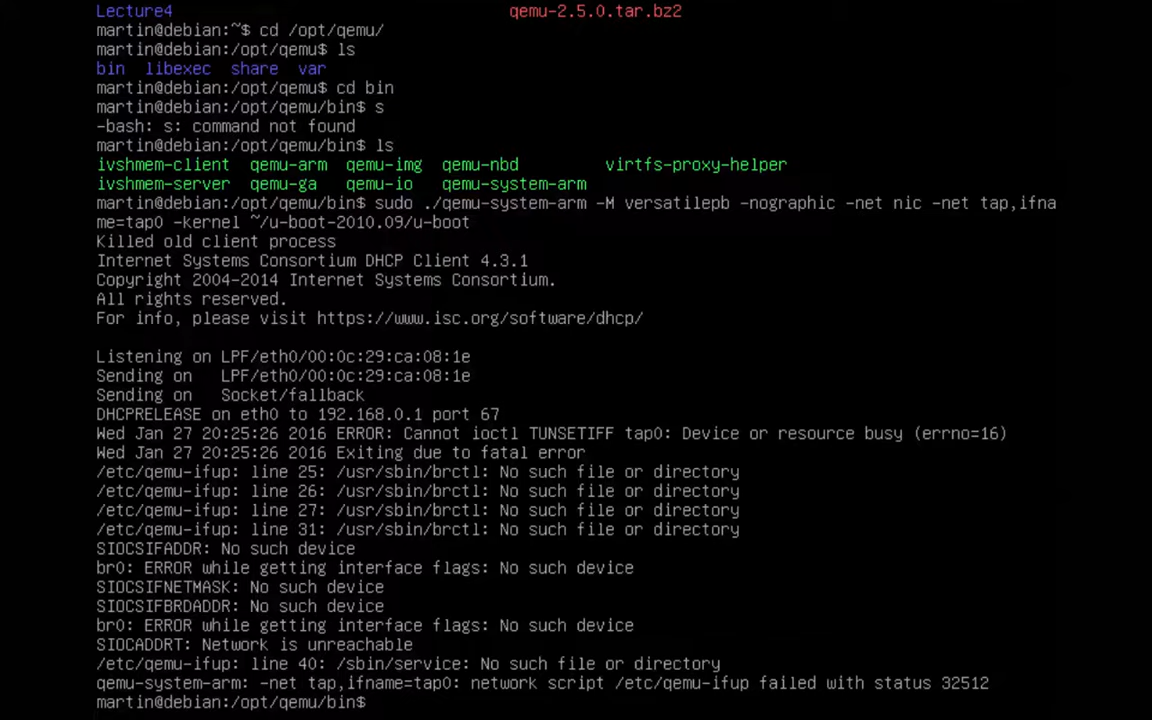 Lecture4 qemu-2.5.0.tar.bz2
martin@debian:~$ cd /opt/qemu/
martin@debian:/opt/qemu$ ls
bin libexec share var
martin@debian:/opt/qemu$ cd bin
martin@debian:/opt/qemu/bin$ s
-bash: s: command not found
martin@debian:/opt/qemu/bin$ ls
ivshmem-client qemu-arm qemu-img qemu-nbd virtfs-proxy-helper
ivshmem-server qemu-ga qemu-io qemu-system-arm
martin@debian:/opt/qemu/bin$ sudo ./qemu-system-arm -M versatilepb -nographic -net nic -net tap,ifna
me=tap0 -kernel ~/u-boot-2010.09/u-boot
Killed old client process
Internet Systems Consortium DHCP Client 4.3.1
Copyright 2004-2014 Internet Systems Consortium.
All rights reserved.
For info, please visit https://www.isc.org/software/dhcp/
Listening on LPF/eth0/00:0c:29:ca:08:1e
Sending on LPF/eth0/00:0c:29:ca:08:1e
Sending on Socket/fallback
DHCPRELEASE on eth0 to 192.168.0.1 port 67
Wed Jan 27 20:25:26 2016 ERROR: Cannot ioctl TUNSETIFF tap0: Device or resource busy (errno=16)
Wed Jan 27 20:25:26 2016 Exiting due to fatal error
/etc/qemu-ifup: line 25: /usr/sbin/brctl: No such file or directory
/etc/qemu-ifup: line 26: /usr/sbin/brctl: No such file or directory
/etc/qemu-ifup: line 27: /usr/sbin/brctl: No such file or directory
/etc/qemu-ifup: line 31: /usr/sbin/brctl: No such file or directory
SIOCSIFADDR: No such device
br0: ERROR while getting interface flags: No such device
SIOCSIFNETMASK: No such device
SIOCSIFBRDADDR: No such device
br0: ERROR while getting interface flags: No such device
SIOCADDRT: Network is unreachable
/etc/qemu-ifup: line 40: /sbin/service: No such file or directory
qemu-system-arm: -net tap,ifname=tap0: network script /etc/qemu-ifup failed with status 32512
martin@debian:/opt/qemu/bin$